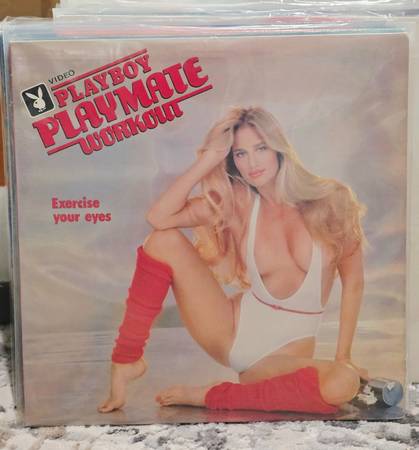 VIDEO
PLAYBOY
PLAYMATE
WORKOUT
Exercise
your eyes